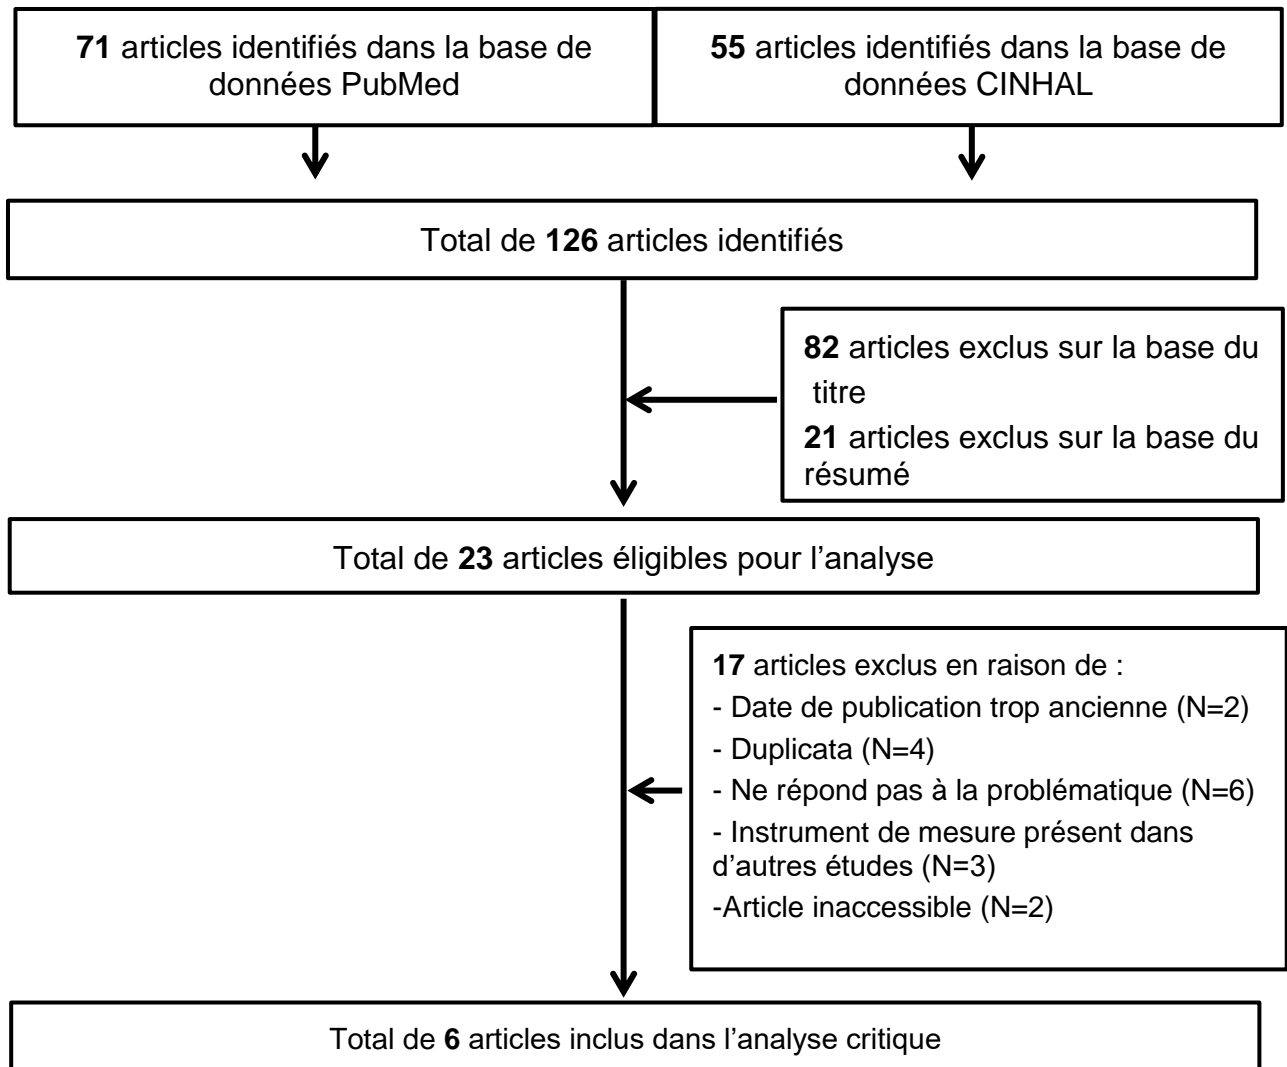 71 articles identifiés dans la base de
données PubMed
55 articles identifiés dans la base de
données CINHAL
Total de 126 articles identifiés
82 articles exclus sur la base du
titre
21 articles exclus sur la base du
résumé
Total de 23 articles éligibles pour l’analyse
17 articles exclus en raison de :
- Date de publication trop ancienne (N=2)
- Duplicata (N=4)
- Ne répond pas à la problématique (N=6)
- Instrument de mesure présent dans
d’autres études (N=3)
-Article inaccessible (N=2)
Total de 6 articles inclus dans l’analyse critique